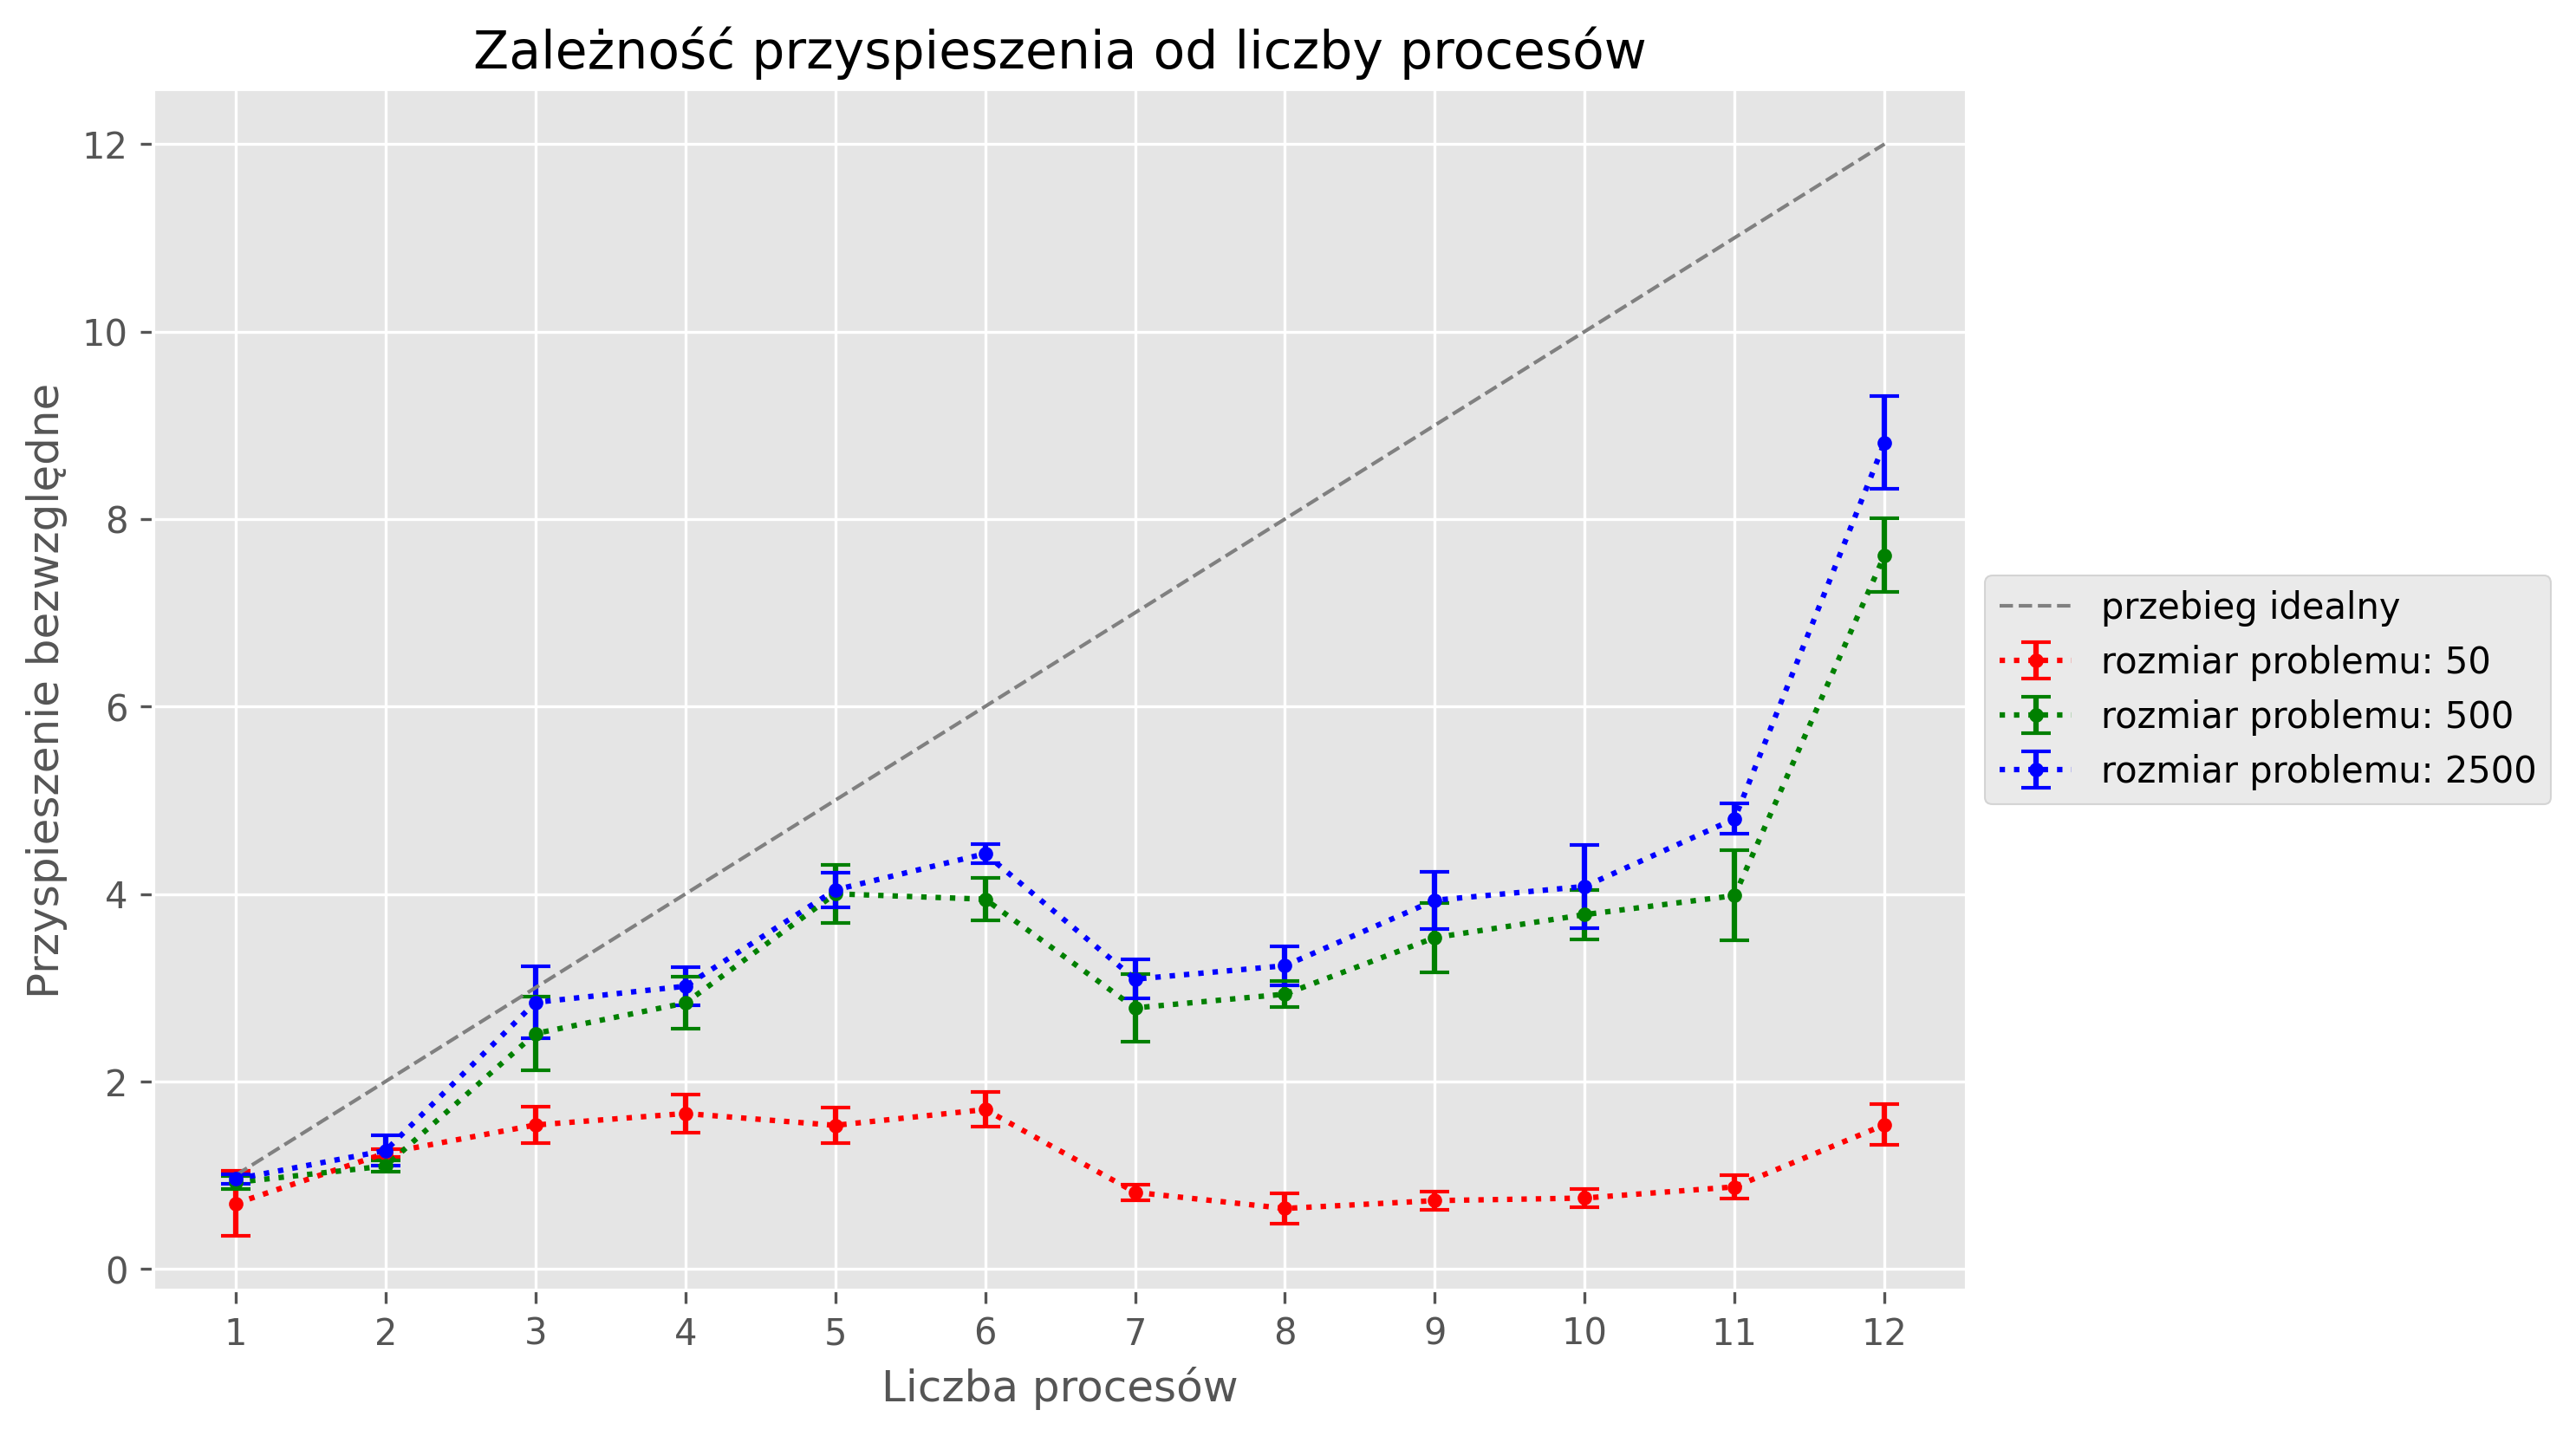 Zależność przyspieszenia od liczby procesów
Przyspieszenie bezwzględne
12
10
8
6
4
2
0
1 2 3 4 5 6 7 8 9 10 11 12
Liczba procesów
przebieg idealny
rozmiar problemu: 50
rozmiar problemu: 500
rozmiar problemu: 2500